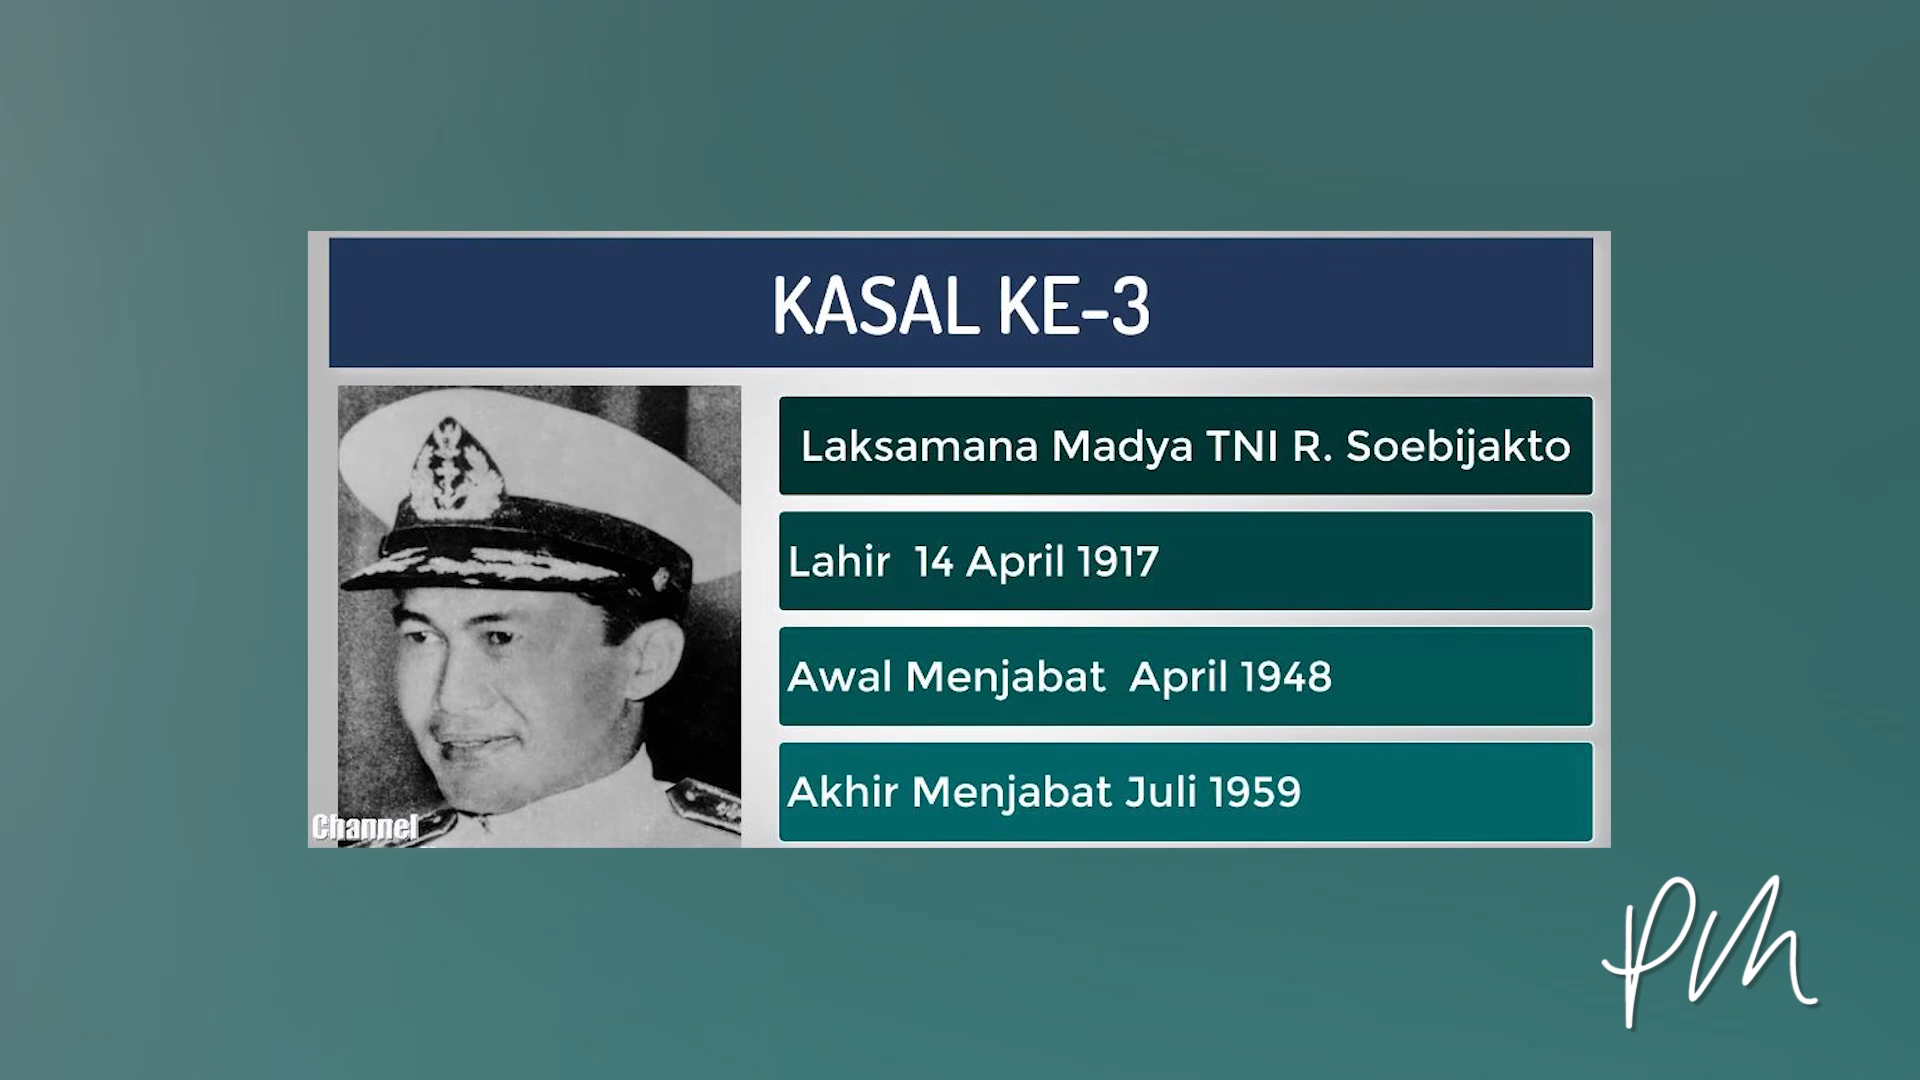 KASAL KE-3
Laksamana Madya TNI R. Soebijakto
Lahir 14 April 1917
Awal Menjabat April 1948
Akhir Menjabat Juli 1959
Channel
PM